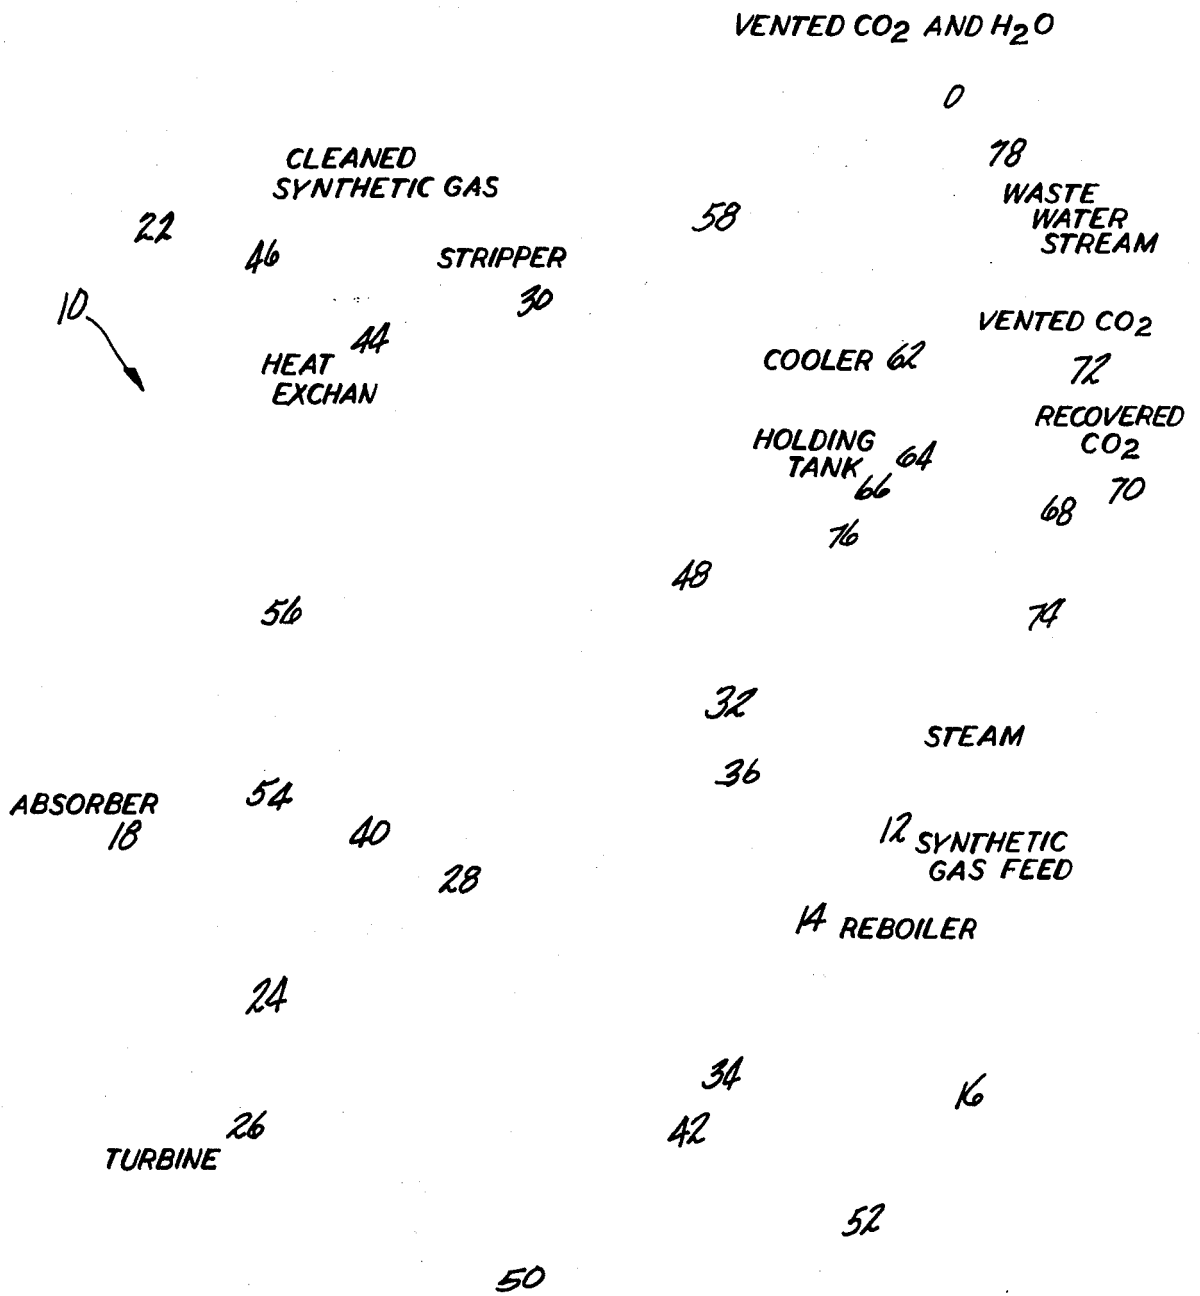 VENTED CO2 AND H2O
0
78
CLEANED
SYNTHETIC GAS
WASTE
WATER
STREAM
22
58
46
STRIPPER
30
10
VENTED CO2
44
HEAT
EXCHAN
COOLER 62
72
RECOVERED
CO2
HOLDING
TANK
64
66
70
68
76
48
56
74
32
STEAM
36
ABSORBER
18
54
40
12 SYNTHETIC
GAS FEED
28
14 REBOILER
24
34
16
26
42
TURBINE
52
50